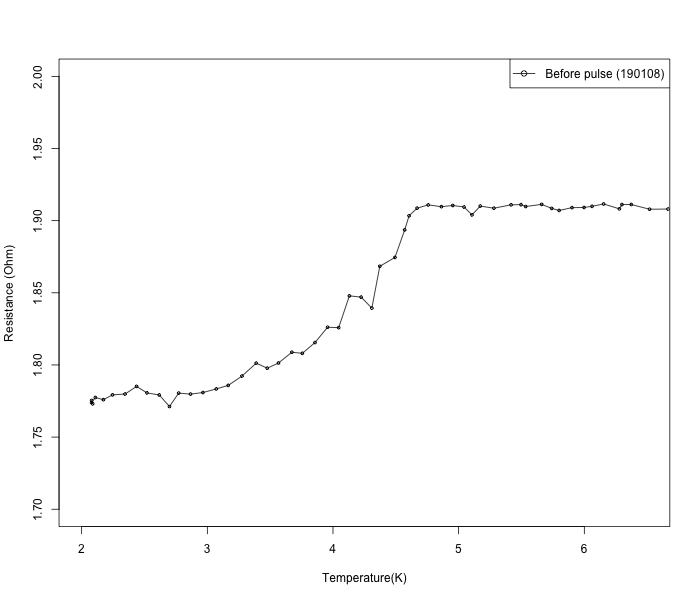 Before pulse (190108)
2.00
1.95
1.90
1.85
1.80
1.75
1.70
Resistance (Ohm)
2 3 4 5 6
Temperature(K)